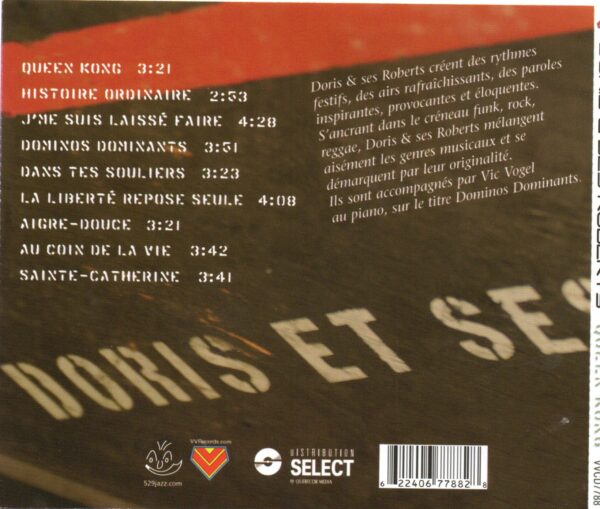 QUEEN KONG 3:21
HISTOIRE ORDINAIRE 2:53
J'ME SUIS LAISSÉ FAIRE 4:28
DOMINOS DOMINANTS 3:51
DANS TES SOULIERS 3:23
LA LIBERTÉ REPOSE SEULE 4:08
AIGRE-DOUCE 3:21
AU COIN DE LA VIE 3:42
SAINTE-CATHERINE 3:41
Doris & ses Roberts créent des rythmes
festifs, des airs rafraîchissants, des paroles
inspirantes, provocantes et éloquentes.
S'ancrant dans le créneau funk, rock,
reggae, Doris & ses Roberts mélangent
aisément les genres musicaux et se
démarquent par leur originalité.
Ils sont accompagnés par Vic Vogel
au piano, sur le titre Dominos Dominants.
DORIS ET SES
529jazz.com
VVRecords.com
DISTRIBUTION
SELECT
6 22406 77882 8
QUEEN KONG
VVCD7788